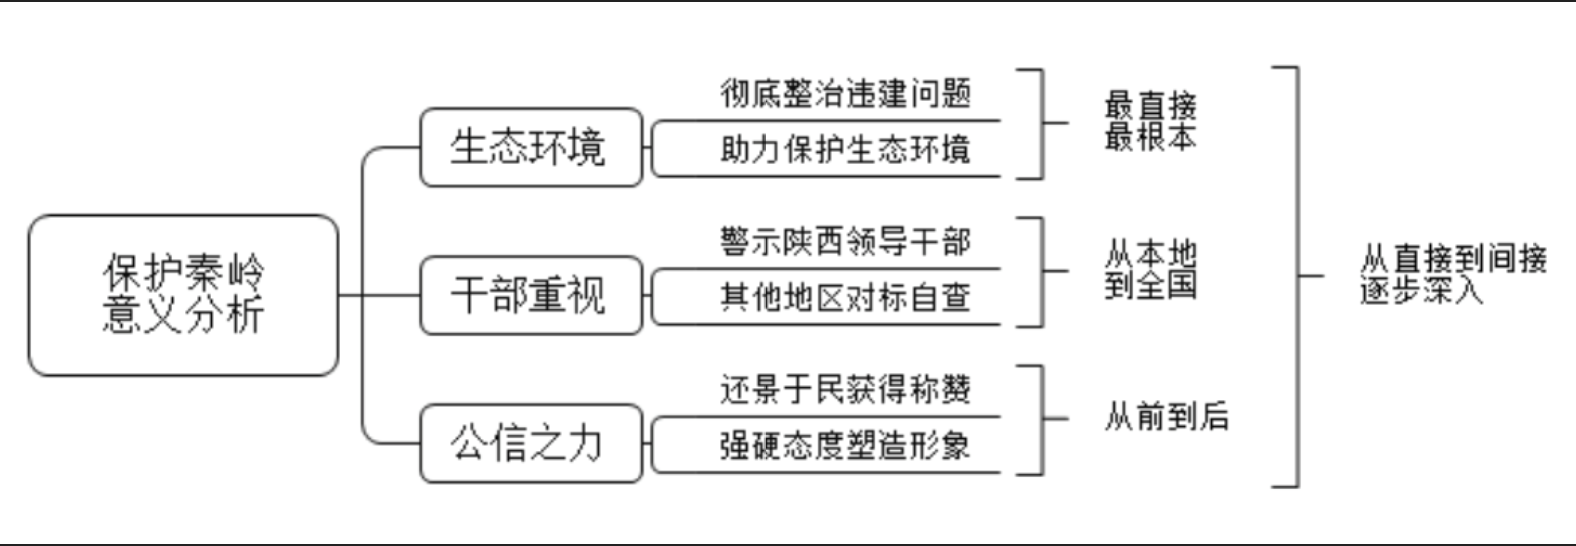 保护秦岭
意义分析
生态环境
彻底整治违建问题
助力保护生态环境
最直接
最根本
干部重视
警示陕西领导干部
其他地区对标自查
从本地
到全国
公信之力
还景于民获得称赞
强硬态度塑造形象
从前到后
从直接到间接
逐步深入